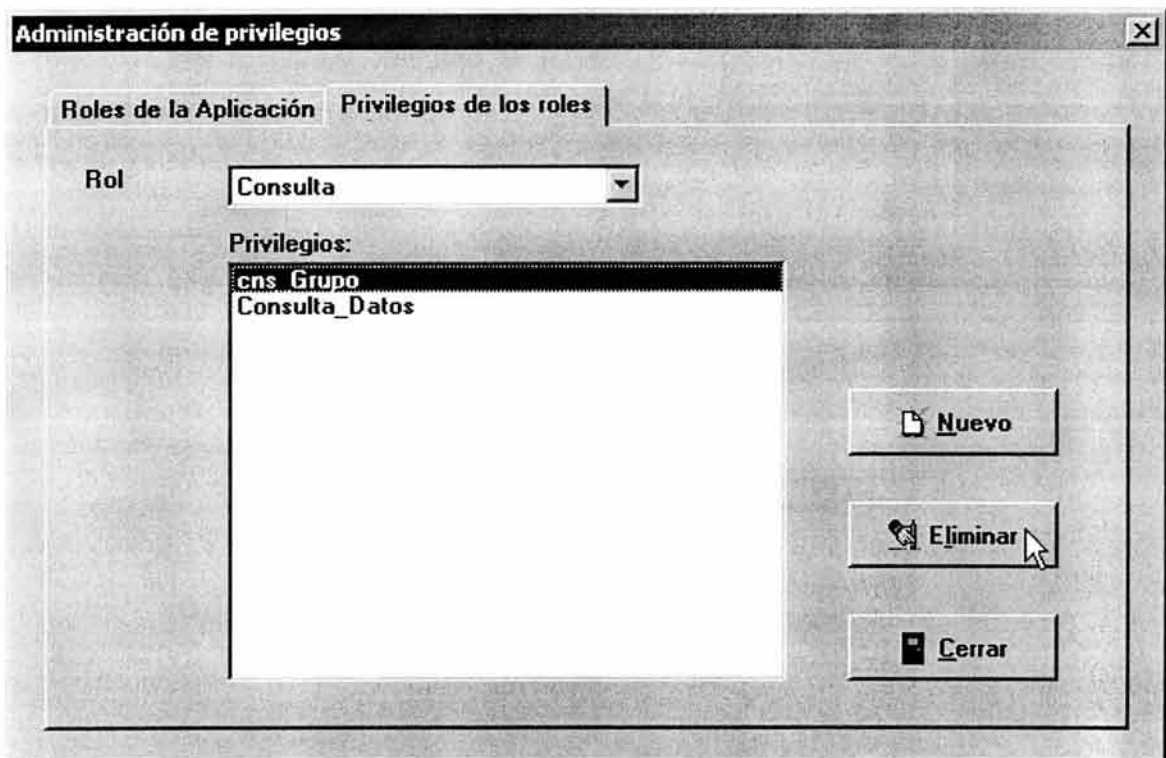 Administración de privilegios
Roles de la Aplicación Privilegios de los roles
Rol Consulta
Privilegios:
cns_Grupo
Consulta_Datos
Nuevo
Eliminar
Cerrar